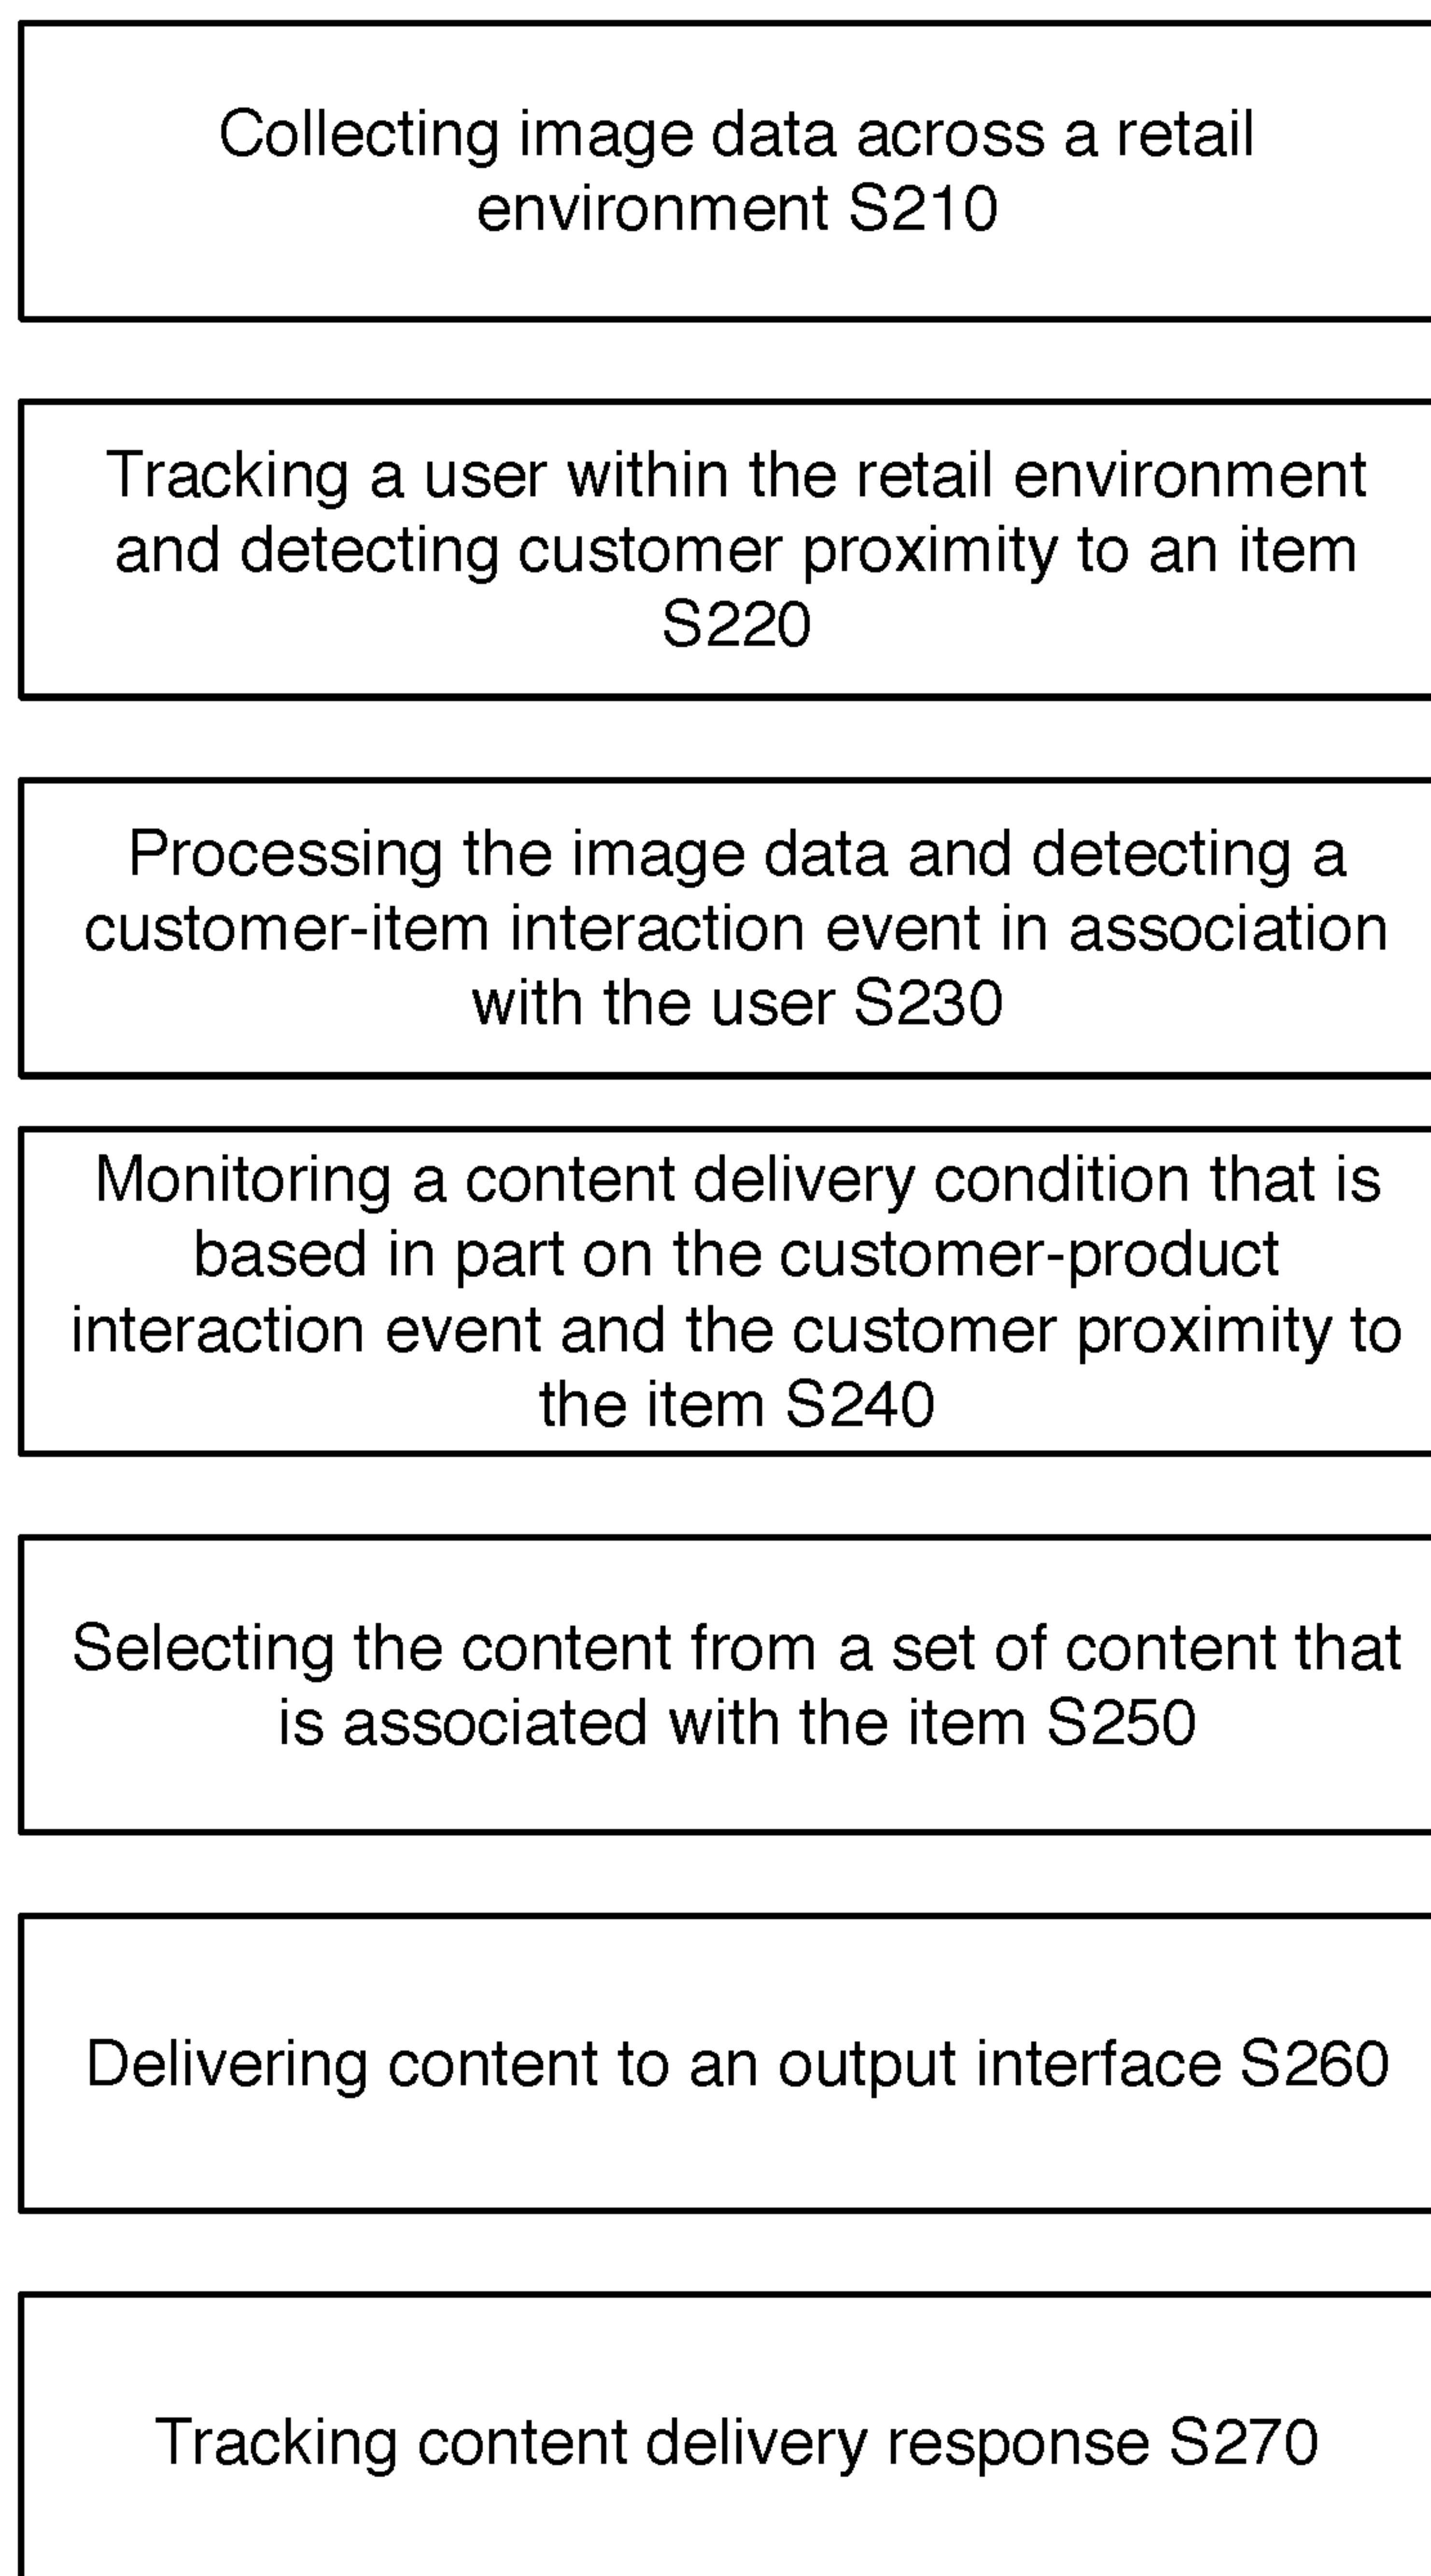 Collecting image data across a retail
environment S210
Tracking a user within the retail environment
and detecting customer proximity to an item
S220
Processing the image data and detecting a
customer-item interaction event in association
with the user S230
Monitoring a content delivery condition that is
based in part on the customer-product
interaction event and the customer proximity to
the item S240
Selecting the content from a set of content that
is associated with the item S250
Delivering content to an output interface S260
Tracking content delivery response S270